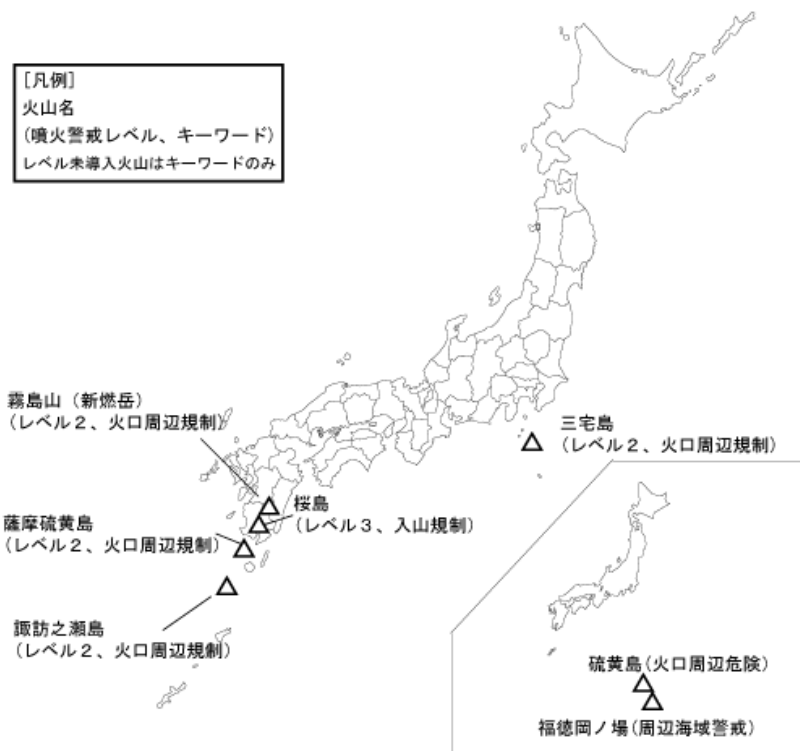 [凡例]
火山名
(噴火警戒レベル、キーワード)
レベル未導入火山はキーワードのみ
霧島山（新燃岳）
(レベル２、火口周辺規制)
三宅島
(レベル２、火口周辺規制)
桜島
(レベル３、入山規制)
薩摩硫黄島
(レベル２、火口周辺規制)
諏訪之瀬島
(レベル２、火口周辺規制)
硫黄島(火口周辺危険)
福徳岡ノ場(周辺海域警戒)